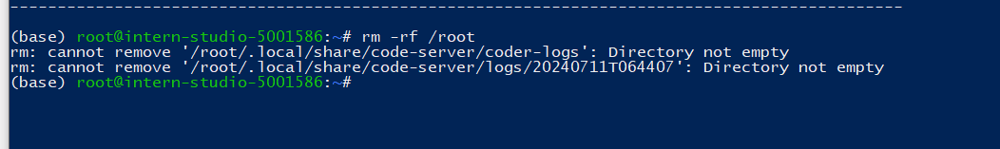 (base) root@intern-studio-5001586:~# rm -rf /root
rm: cannot remove '/root/.local/share/code-server/coder-logs': Directory not empty
rm: cannot remove '/root/.local/share/code-server/logs/20240711T064407': Directory not empty
(base) root@intern-studio-5001586:~#